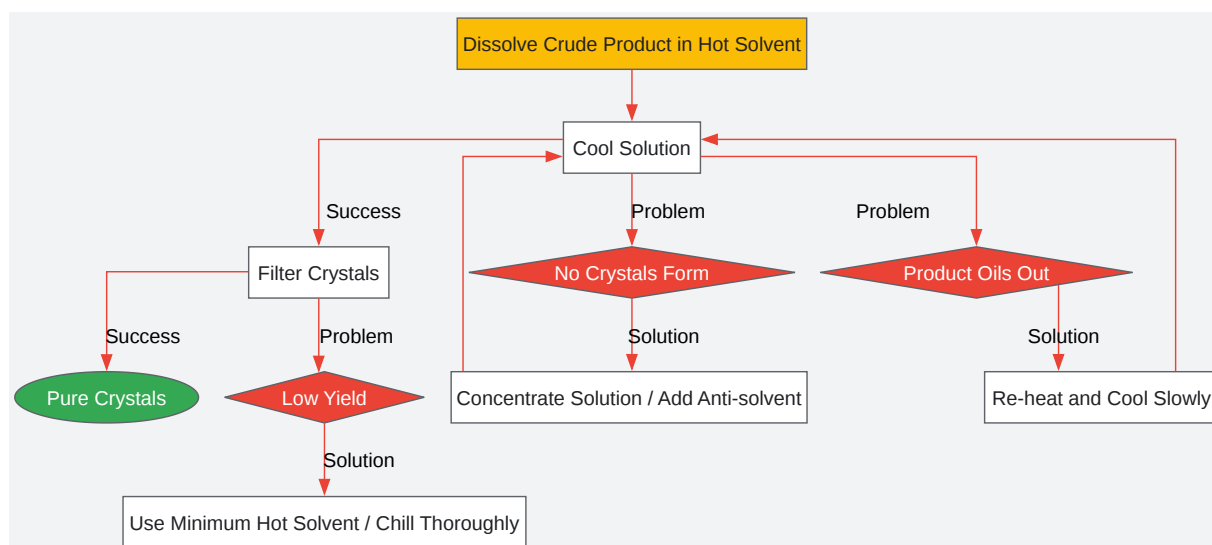 Dissolve Crude Product in Hot Solvent
Cool Solution
Success
Problem
Problem
Filter Crystals
No Crystals Form
Product Oils Out
Success
Problem
Solution
Solution
Pure Crystals
Low Yield
Concentrate Solution / Add Anti-solvent
Re-heat and Cool Slowly
Solution
Use Minimum Hot Solvent / Chill Thoroughly